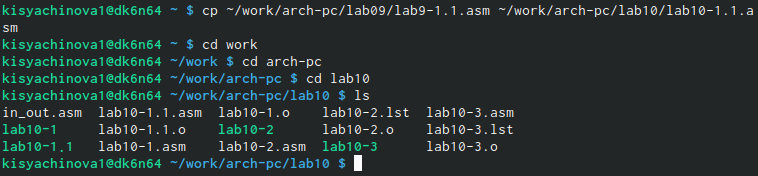 kisyachinova1@dk6n64 ~ $ cp ~/work/arch-pc/lab09/lab9-1.1.asm ~/work/arch-pc/lab10/lab10-1.1.a
sm
kisyachinova1@dk6n64 ~ $ cd work
kisyachinova1@dk6n64 ~/work $ cd arch-pc
kisyachinova1@dk6n64 ~/work/arch-pc $ cd lab10
kisyachinova1@dk6n64 ~/work/arch-pc/lab10 $ ls
in_out.asm lab10-1.1.asm lab10-1.o lab10-2.lst lab10-3.asm
lab10-1 lab10-1.1.o lab10-2 lab10-2.o lab10-3.lst
lab10-1.1 lab10-1.asm lab10-2.asm lab10-3 lab10-3.o
kisyachinova1@dk6n64 ~/work/arch-pc/lab10 $